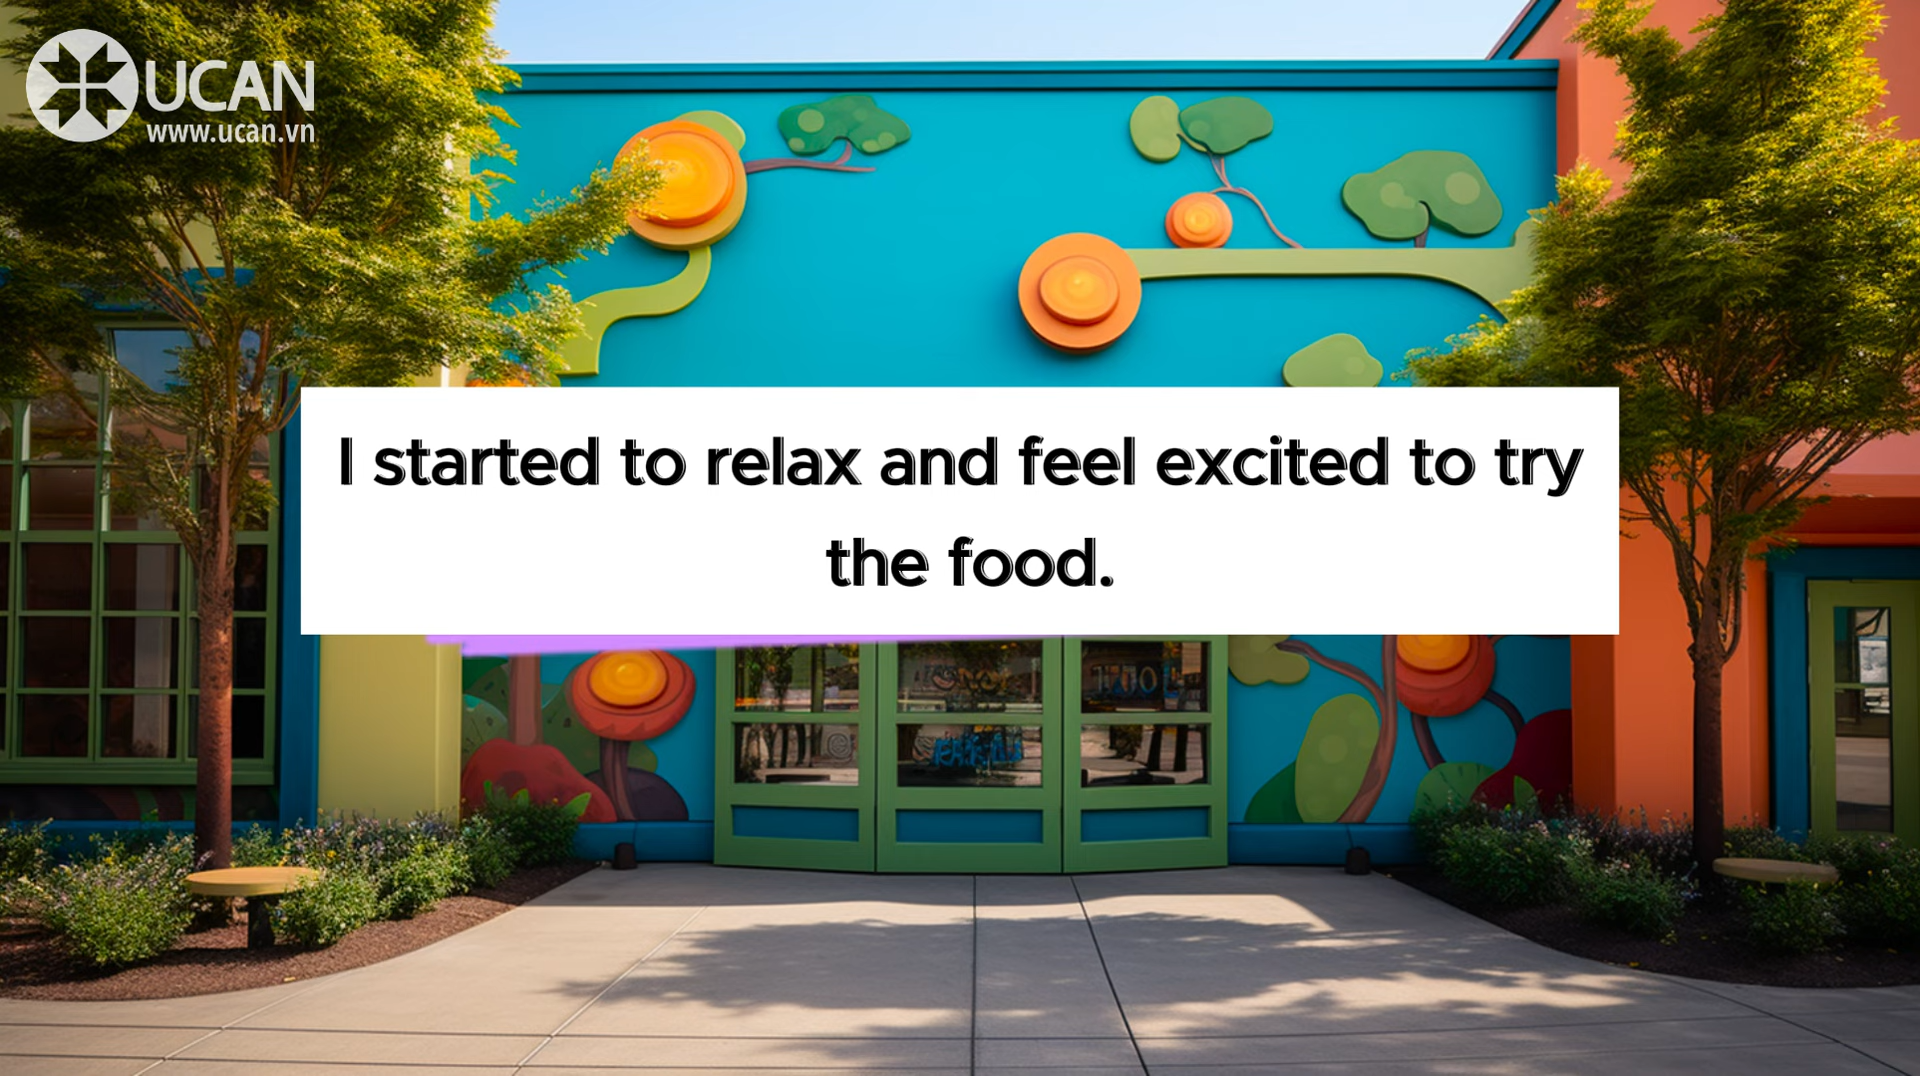 UCAN
www.ucan.vn
I started to relax and feel excited to try
the food.